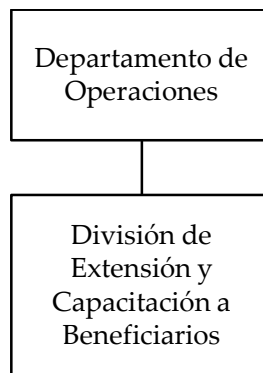 Departamento de
Operaciones
División de
Extensión y
Capacitación a
Beneficiarios